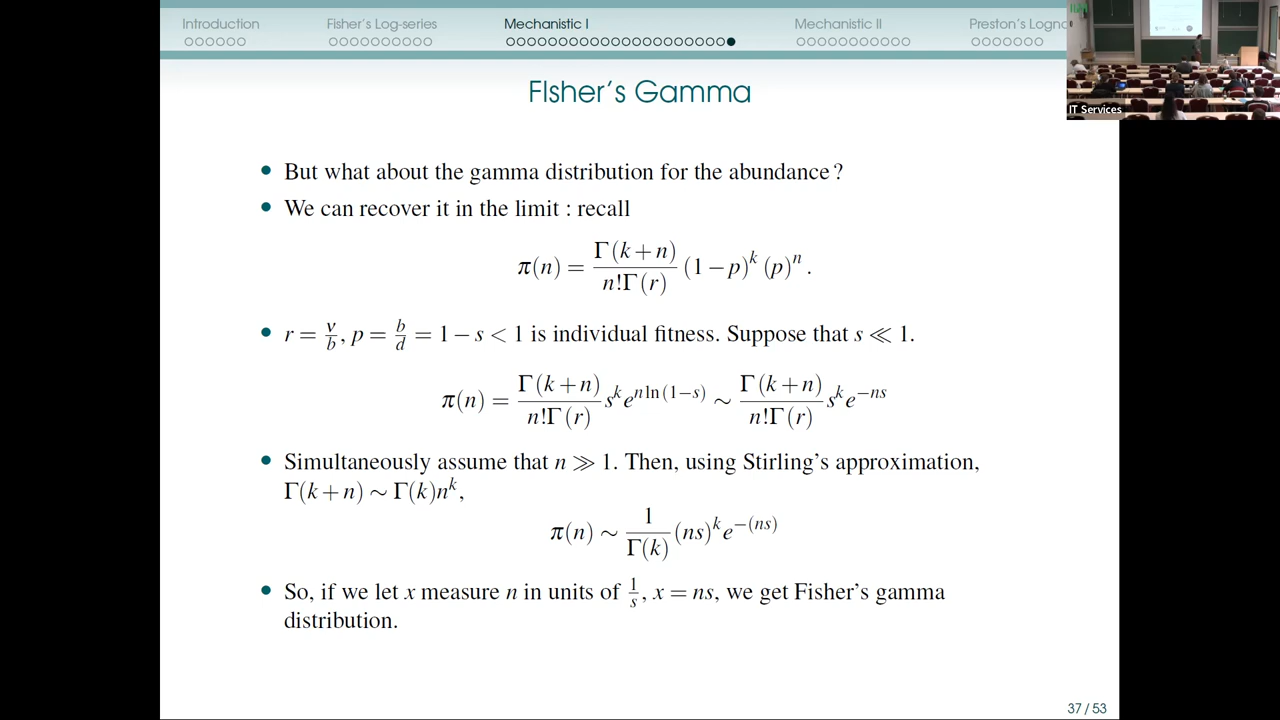 Introduction Fisher's Log-series Mechanistic I Mechanistic II Preston's Logno
IT Services
FIsher's Gamma
• But what about the gamma distribution for the abundance ?
• We can recover it in the limit : recall
π(n) = Γ(k+n) / n!Γ(r) (1−p)^k (p)^n .
• r = ν/b, p = b/d = 1−s < 1 is individual fitness. Suppose that s ≪ 1.
π(n) = Γ(k+n) / n!Γ(r) s^k e^{n ln(1−s)} ∼ Γ(k+n) / n!Γ(r) s^k e^{−ns}
• Simultaneously assume that n ≫ 1. Then, using Stirling's approximation,
Γ(k+n) ∼ Γ(k)n^k,
π(n) ∼ 1 / Γ(k) (ns)^k e^{−(ns)}
• So, if we let x measure n in units of 1/s, x = ns, we get Fisher's gamma
distribution.
37 / 53